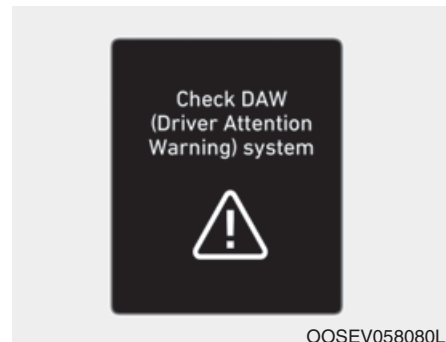 Check DAW
(Driver Attention
Warning) system
OOSEV058080L